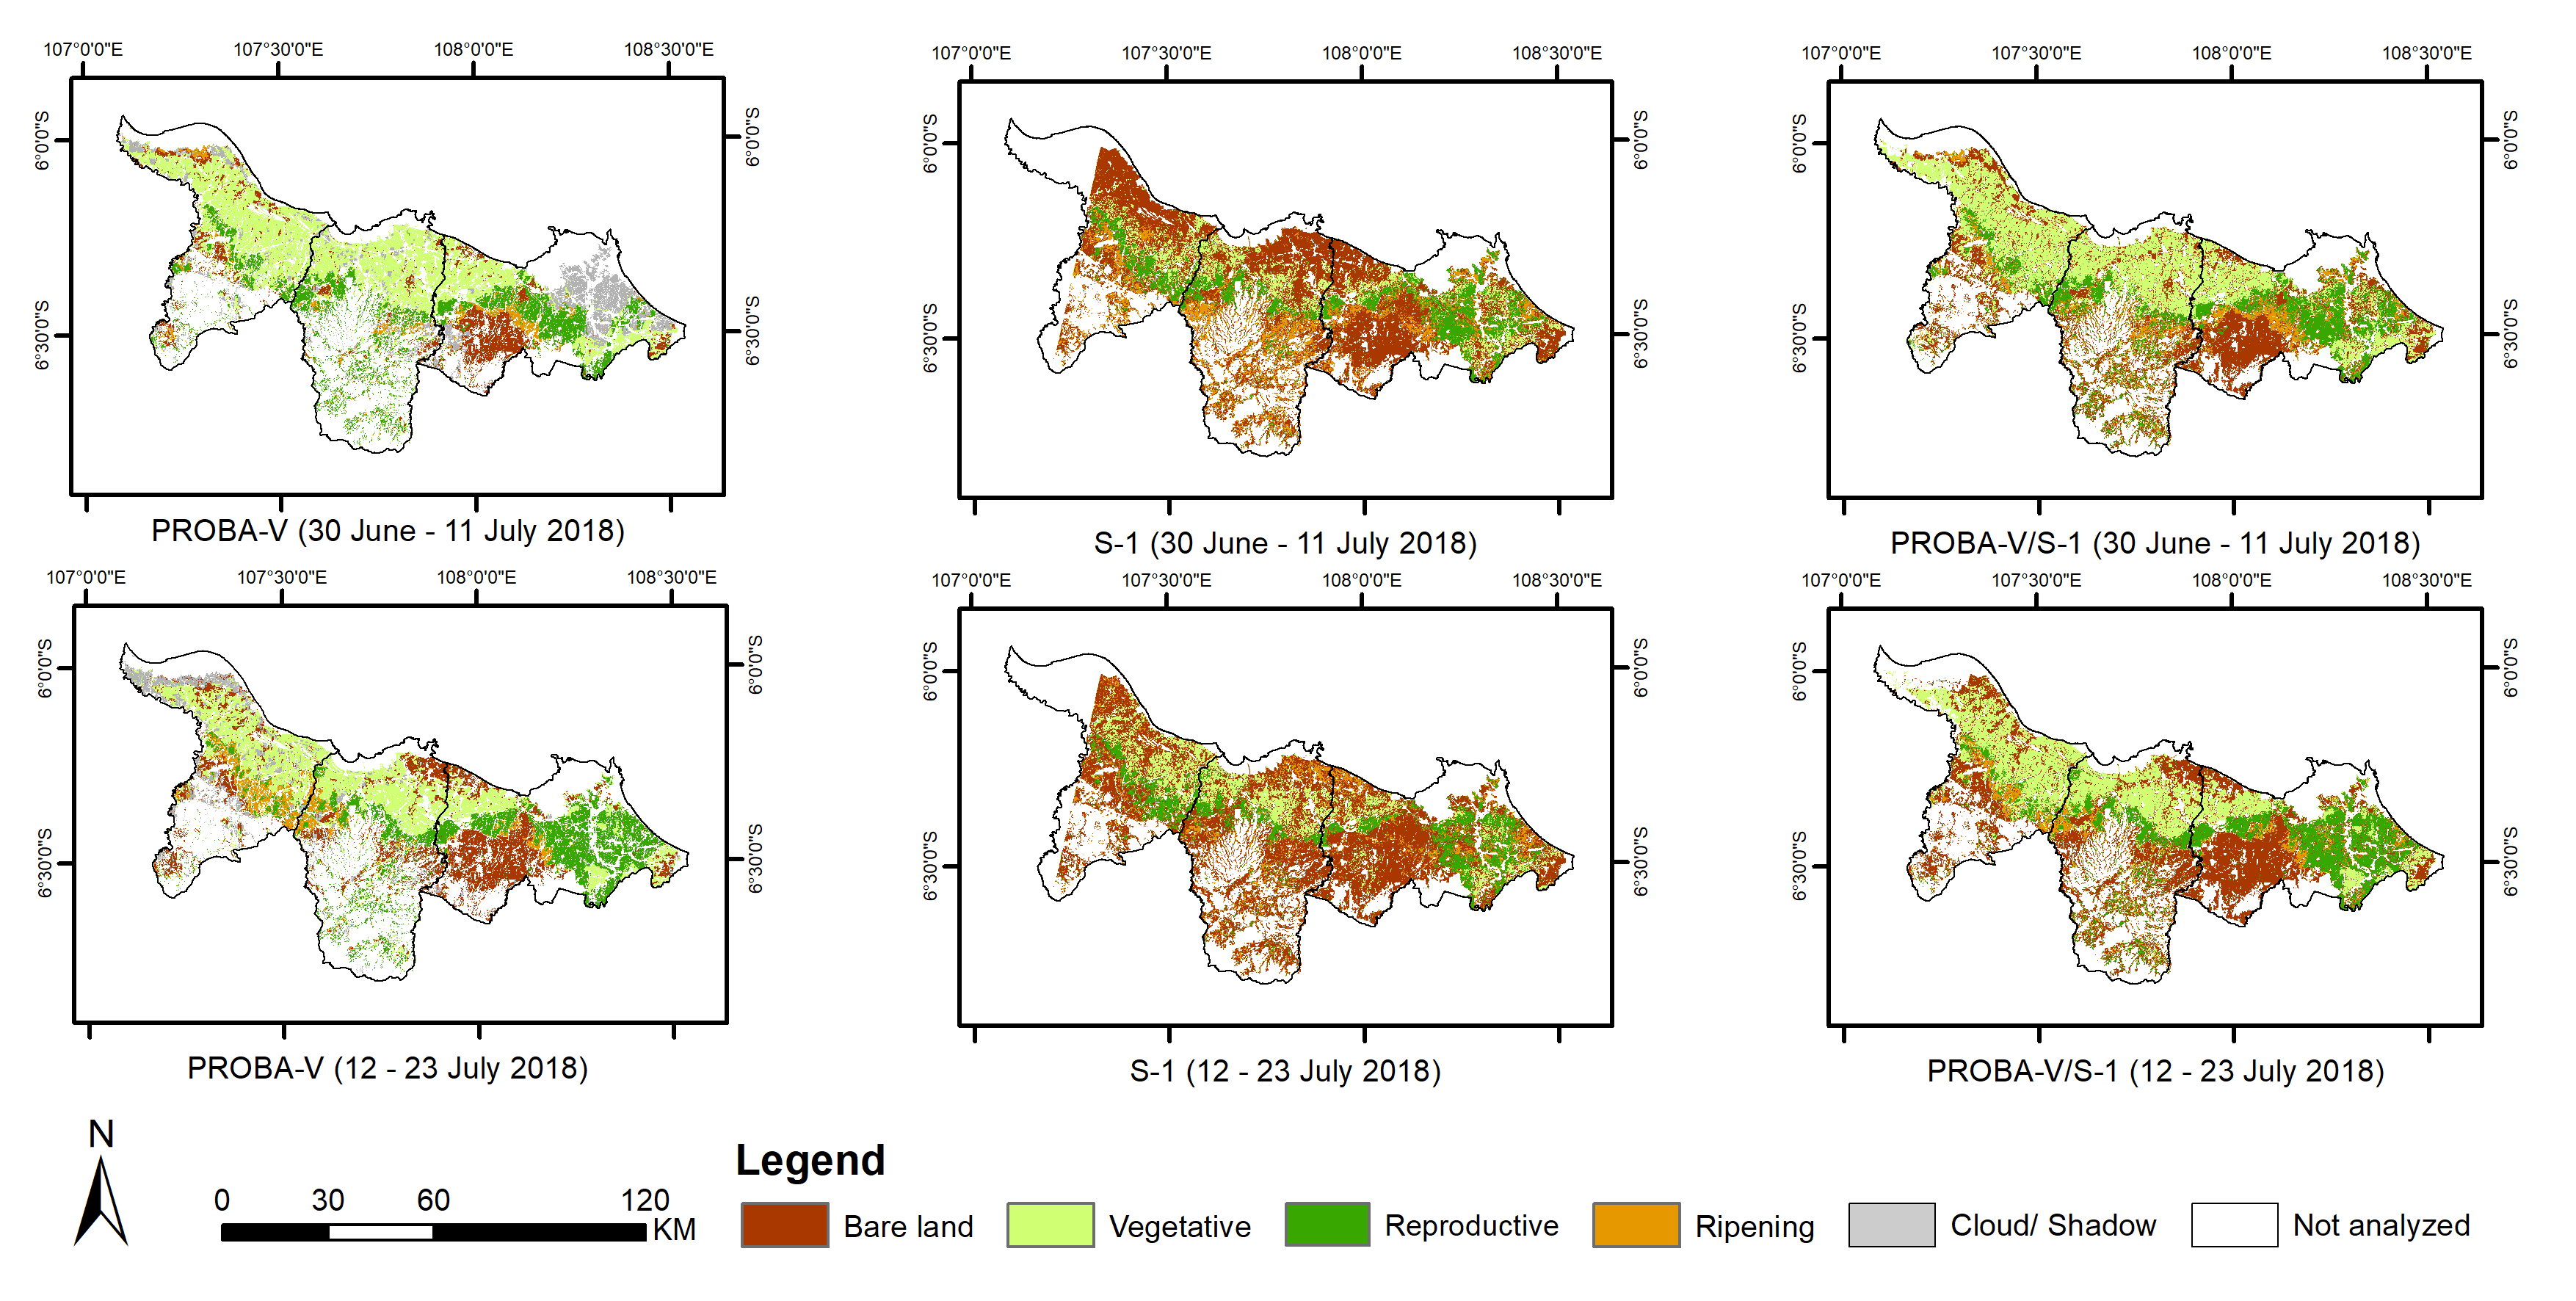 107°0'0"E 107°30'0"E 108°0'0"E 108°30'0"E
107°0'0"E 107°30'0"E 108°0'0"E 108°30'0"E
107°0'0"E 107°30'0"E 108°0'0"E 108°30'0"E
6°0'0"S 6°0'0"S 6°0'0"S 6°0'0"S 6°0'0"S 6°0'0"S
6°30'0"S 6°30'0"S 6°30'0"S 6°30'0"S 6°30'0"S 6°30'0"S
PROBA-V (30 June - 11 July 2018)
S-1 (30 June - 11 July 2018)
PROBA-V/S-1 (30 June - 11 July 2018)
107°0'0"E 107°30'0"E 108°0'0"E 108°30'0"E
107°0'0"E 107°30'0"E 108°0'0"E 108°30'0"E
107°0'0"E 107°30'0"E 108°0'0"E 108°30'0"E
6°0'0"S 6°0'0"S 6°0'0"S 6°0'0"S 6°0'0"S 6°0'0"S
6°30'0"S 6°30'0"S 6°30'0"S 6°30'0"S 6°30'0"S 6°30'0"S
PROBA-V (12 - 23 July 2018)
S-1 (12 - 23 July 2018)
PROBA-V/S-1 (12 - 23 July 2018)
N
0 30 60 120
KM
Legend
Bare land Vegetative Reproductive Ripening Cloud/ Shadow Not analyzed